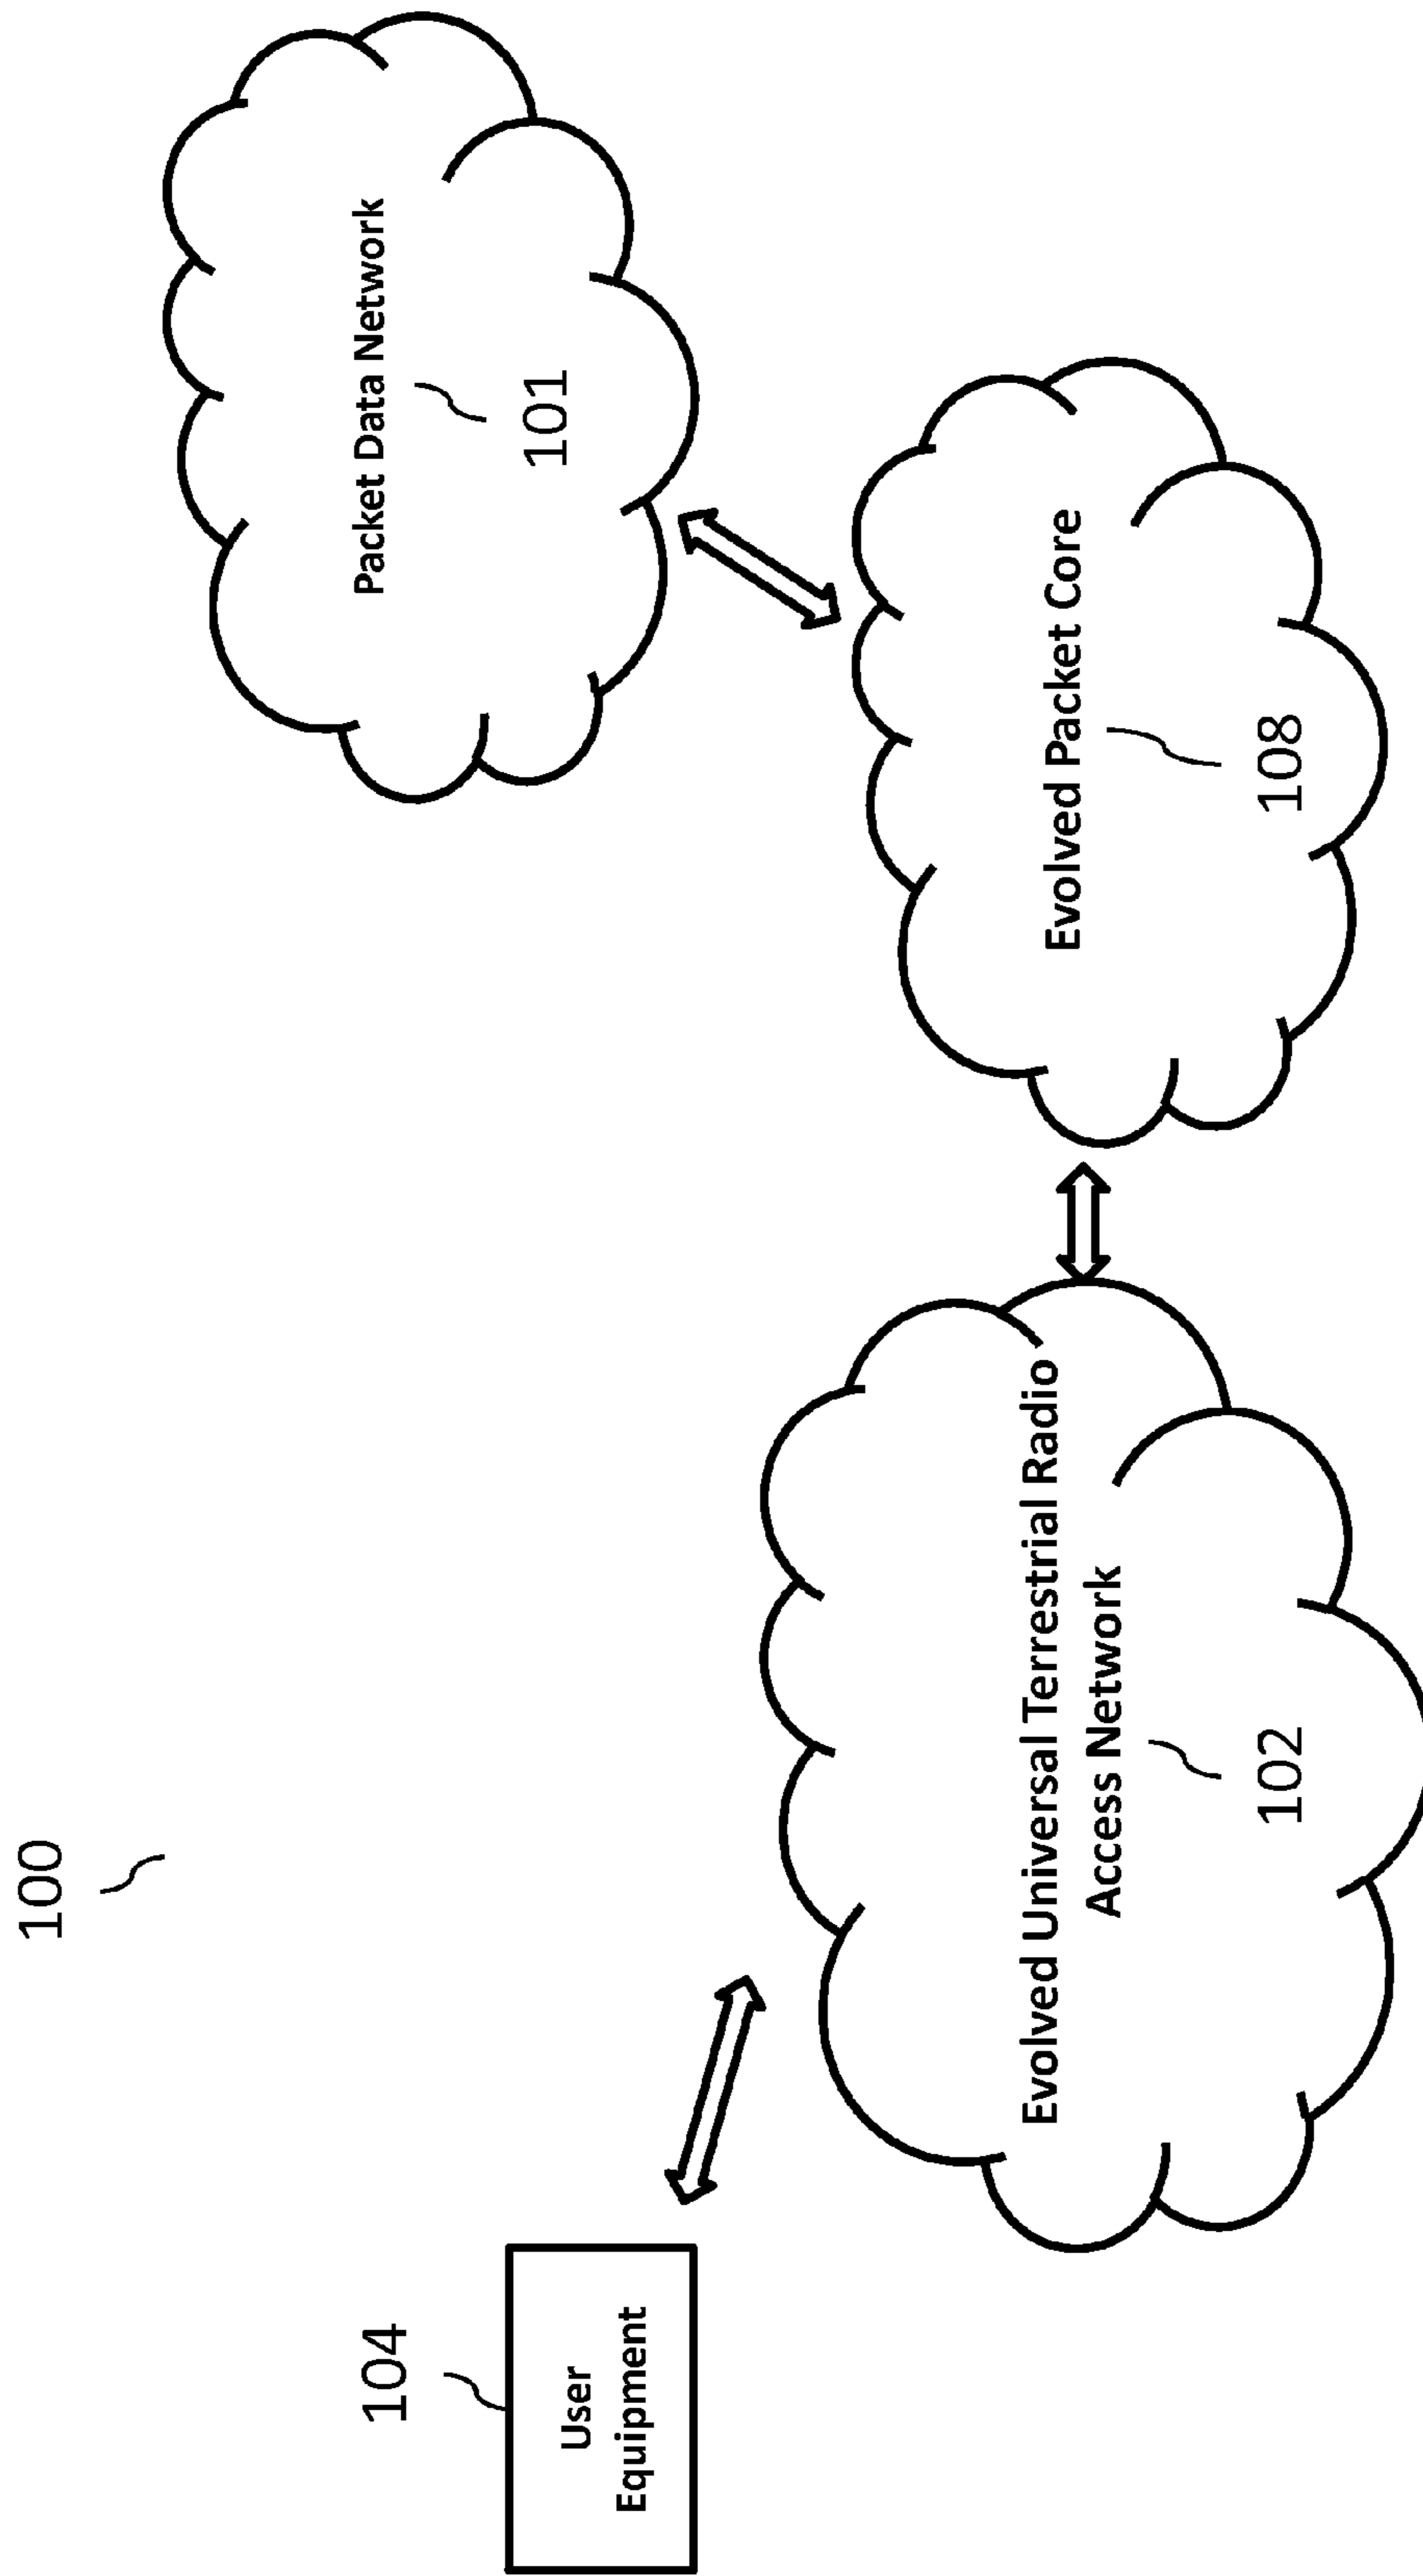 100
104
User
Equipment
Packet Data Network
101
Evolved Universal Terrestrial Radio
Access Network
102
Evolved Packet Core
108